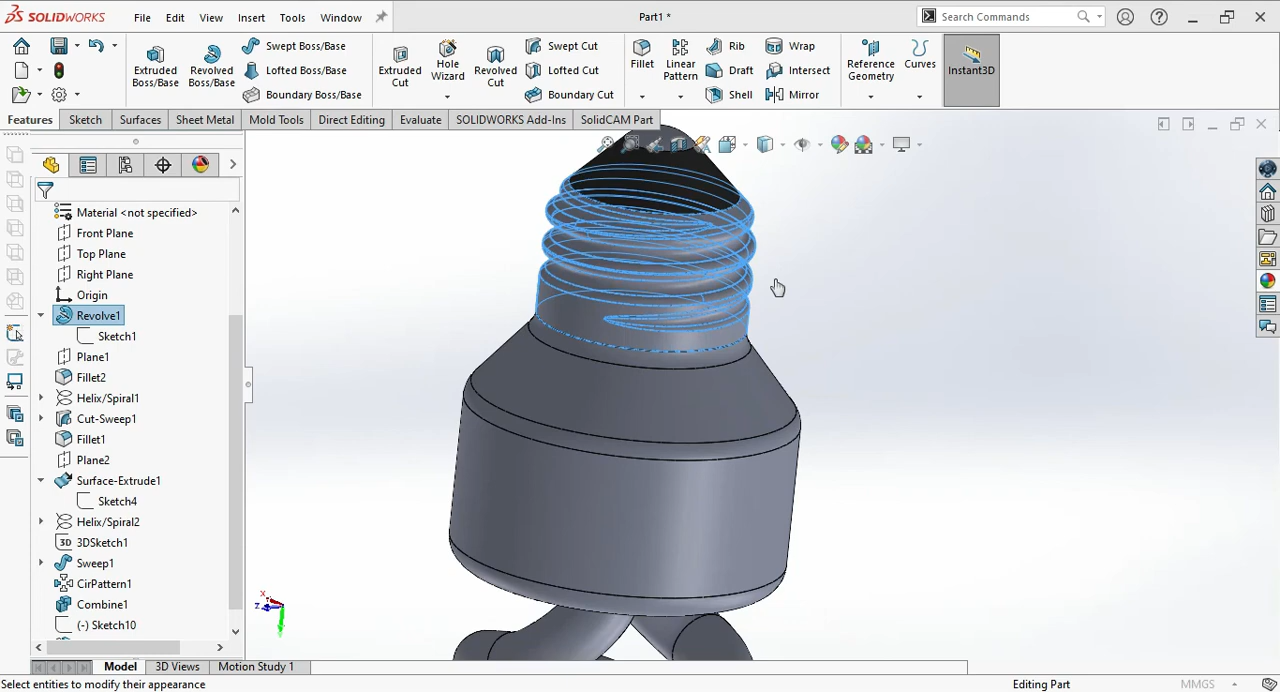 SOLIDWORKS File Edit View Insert Tools Window Part1 * Search Commands
Extruded Boss/Base
Revolved Boss/Base
Swept Boss/Base
Lofted Boss/Base
Boundary Boss/Base
Extruded Cut
Hole Wizard
Revolved Cut
Swept Cut
Lofted Cut
Boundary Cut
Fillet
Linear Pattern
Rib
Draft
Shell
Wrap
Intersect
Mirror
Reference Geometry
Curves
Instant3D
Features Sketch Surfaces Sheet Metal Mold Tools Direct Editing Evaluate SOLIDWORKS Add-Ins SolidCAM Part
Material <not specified>
Front Plane
Top Plane
Right Plane
Origin
Revolve1
Sketch1
Plane1
Fillet2
Helix/Spiral1
Cut-Sweep1
Fillet1
Plane2
Surface-Extrude1
Sketch4
Helix/Spiral2
3D 3DSketch1
Sweep1
CirPattern1
Combine1
(-) Sketch10
x
z
y
Model 3D Views Motion Study 1
Select entities to modify their appearance Editing Part MMGS